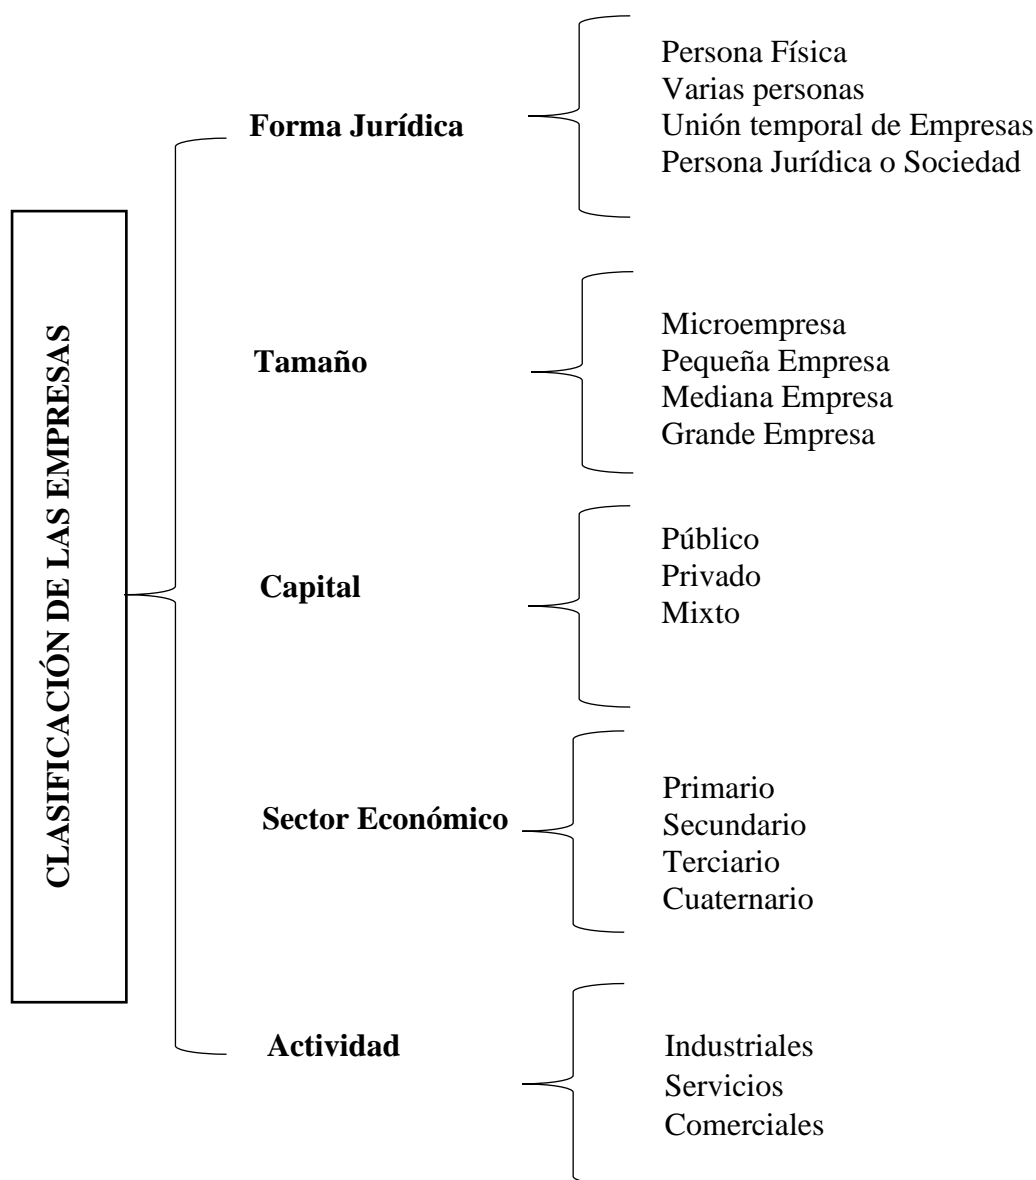 CLASIFICACIÓN DE LAS EMPRESAS
Forma Jurídica
Persona Física
Varias personas
Unión temporal de Empresas
Persona Jurídica o Sociedad
Tamaño
Microempresa
Pequeña Empresa
Mediana Empresa
Grande Empresa
Capital
Público
Privado
Mixto
Sector Económico
Primario
Secundario
Terciario
Cuaternario
Actividad
Industriales
Servicios
Comerciales